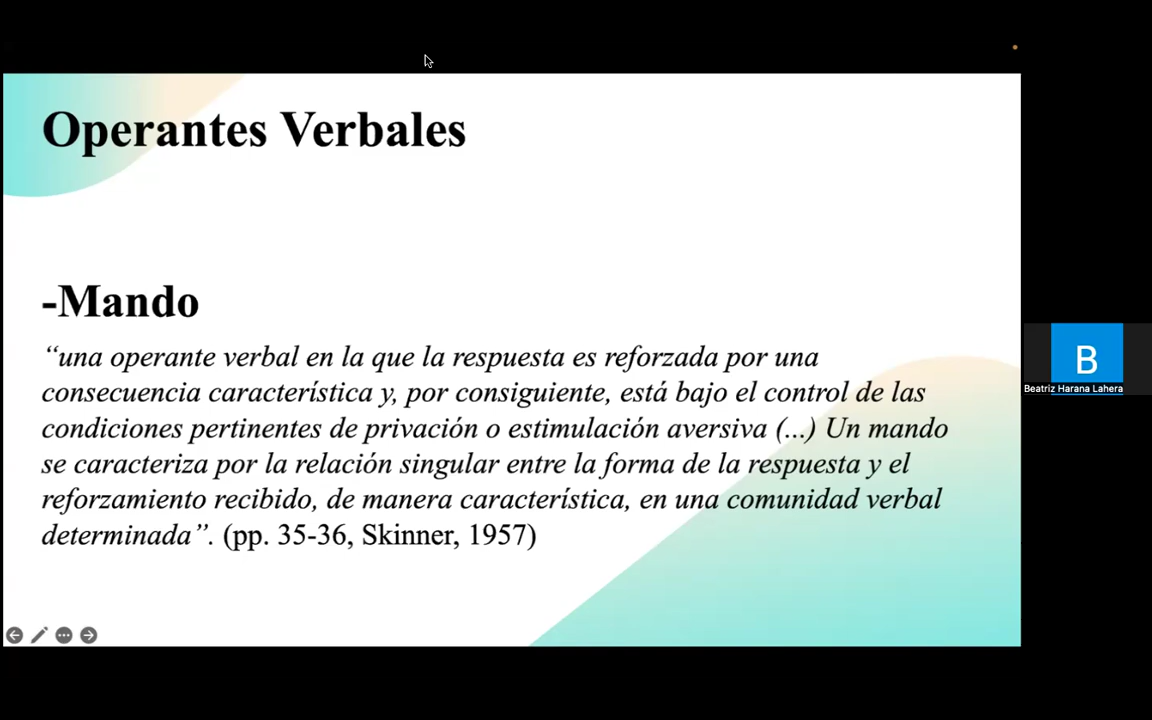 Operantes Verbales
-Mando
“una operante verbal en la que la respuesta es reforzada por una
consecuencia característica y, por consiguiente, está bajo el control de las
condiciones pertinentes de privación o estimulación aversiva (...) Un mando
se caracteriza por la relación singular entre la forma de la respuesta y el
reforzamiento recibido, de manera característica, en una comunidad verbal
determinada”. (pp. 35-36, Skinner, 1957)
B
Beatriz Harana Lahera